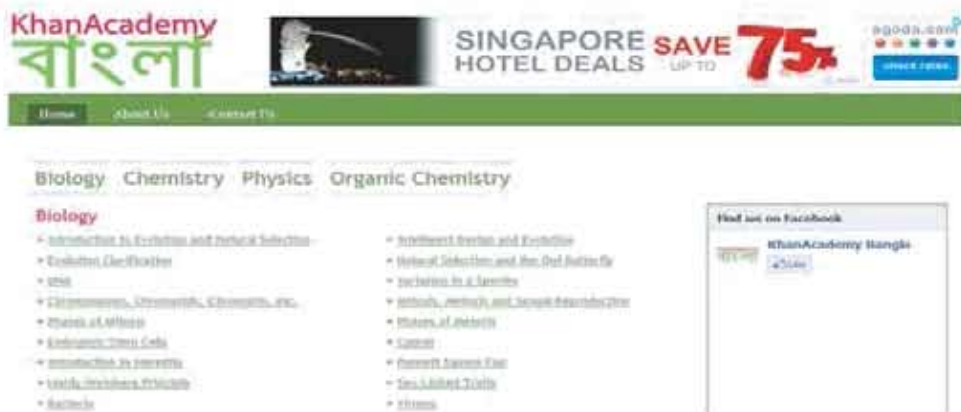 KhanAcademy
বাংলা
SINGAPORE HOTEL DEALS
SAVE UP TO 75%
agoda.com
Home About Us Contact Us
Biology Chemistry Physics Organic Chemistry
Biology
Introduction to Evolution and Natural Selection
Evolution Clarification
DNA
Chromosomes, Chromatids, Chromatin, etc.
Phases of Mitosis
Embryonic Stem Cells
Introduction to Heredity
Hardy Weinberg Principle
Bacteria
Intelligent Design and Evolution
Natural Selection and the Owl Butterfly
Variation in a Species
Mitosis, Meiosis and Sexual Reproduction
Phases of Meiosis
Cancer
Punnett Square Fun
Sex Linked Traits
Viruses
Find us on Facebook
KhanAcademy Bangla
বাংলা
Like